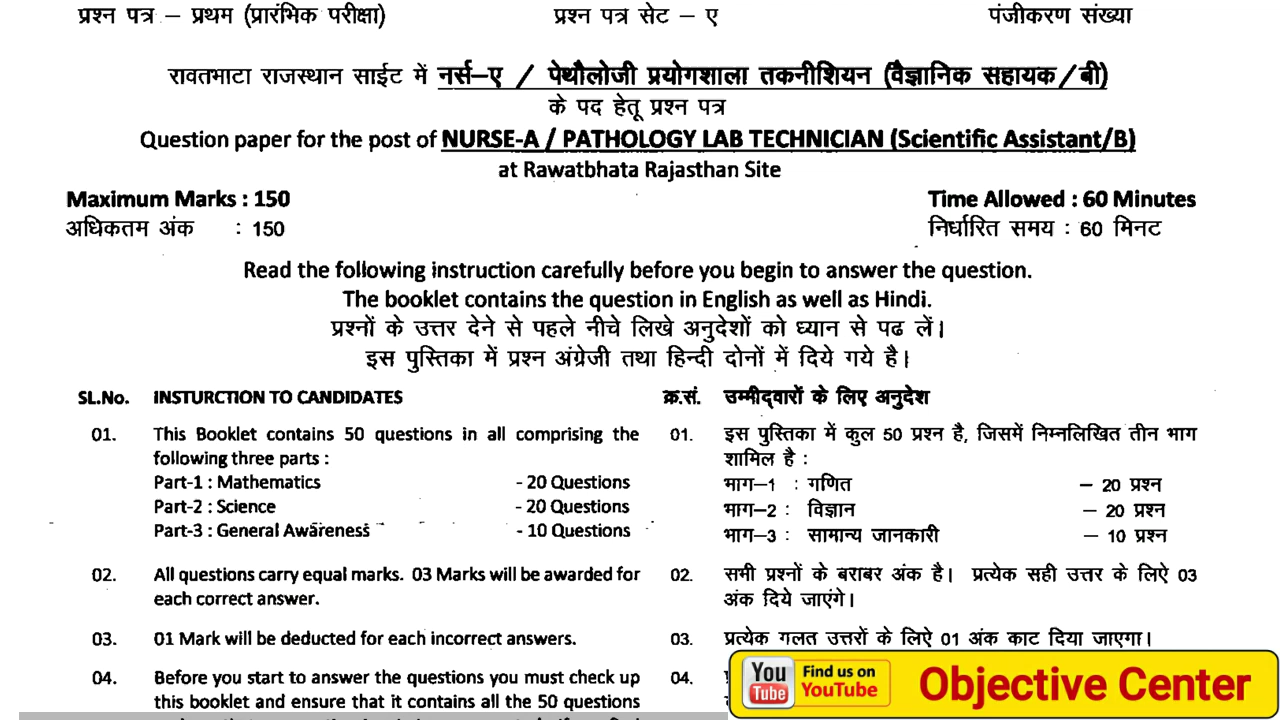 प्रश्न पत्र – प्रथम (प्रारंभिक परीक्षा) प्रश्न पत्र सेट – ए पंजीकरण संख्या
रावतभाटा राजस्थान साईट में नर्स–ए / पेथौलोजी प्रयोगशाला तकनीशियन (वैज्ञानिक सहायक/बी)
के पद हेतू प्रश्न पत्र
Question paper for the post of NURSE-A / PATHOLOGY LAB TECHNICIAN (Scientific Assistant/B)
at Rawatbhata Rajasthan Site
Maximum Marks : 150 Time Allowed : 60 Minutes
अधिकतम अंक : 150 निर्धारित समय : 60 मिनट
Read the following instruction carefully before you begin to answer the question.
The booklet contains the question in English as well as Hindi.
प्रश्नों के उत्तर देने से पहले नीचे लिखे अनुदेशों को ध्यान से पढ लें।
इस पुस्तिका में प्रश्न अंग्रेजी तथा हिन्दी दोनों में दिये गये है।
SL.No. INSTURCTION TO CANDIDATES
01. This Booklet contains 50 questions in all comprising the
following three parts :
Part-1 : Mathematics - 20 Questions
Part-2 : Science - 20 Questions
Part-3 : General Awareness - 10 Questions
02. All questions carry equal marks. 03 Marks will be awarded for
each correct answer.
03. 01 Mark will be deducted for each incorrect answers.
04. Before you start to answer the questions you must check up
this booklet and ensure that it contains all the 50 questions
क्र.सं. उम्मीद्वारों के लिए अनुदेश
01. इस पुस्तिका में कुल 50 प्रश्न है, जिसमें निम्नलिखित तीन भाग
शामिल है :
भाग–1 : गणित – 20 प्रश्न
भाग–2 : विज्ञान – 20 प्रश्न
भाग–3 : सामान्य जानकारी – 10 प्रश्न
02. सभी प्रश्नों के बराबर अंक है। प्रत्येक सही उत्तर के लिऐ 03
अंक दिये जाएंगे।
03. प्रत्येक गलत उत्तरों के लिऐ 01 अंक काट दिया जाएगा।
04.
You Tube Find us on YouTube Objective Center